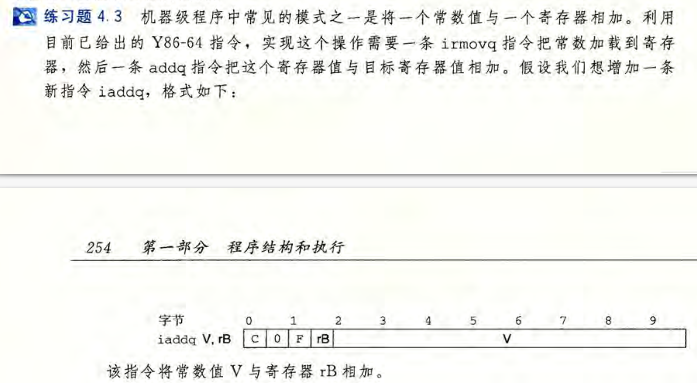 练习题 4.3 机器级程序中常见的模式之一是将一个常数值与一个寄存器相加。利用
目前已给出的 Y86-64 指令，实现这个操作需要一条 irmovq 指令把常数加载到寄存
器，然后一条 addq 指令把这个寄存器值与目标寄存器值相加。假设我们想增加一条
新指令 iaddq，格式如下：
254 第一部分 程序结构和执行
字节 0 1 2 3 4 5 6 7 8 9
iaddq V, rB C 0 F rB V
该指令将常数值 V 与寄存器 rB 相加。